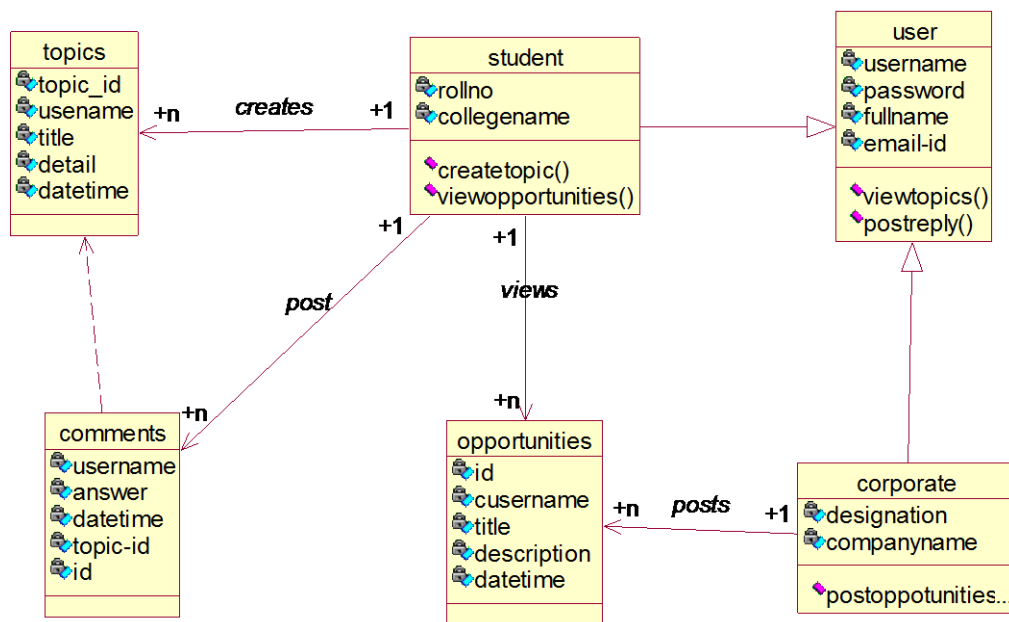 topics
topic_id
usename
title
detail
datetime
+n
creates
+1
student
rollno
collegename
createtopic()
viewopportunities()
user
username
password
fullname
email-id
viewtopics()
postreply()
+1
post
+n
+1
views
+n
comments
username
answer
datetime
topic-id
id
opportunities
id
cusername
title
description
datetime
+n
posts
+1
corporate
designation
companyname
postoppotunities...